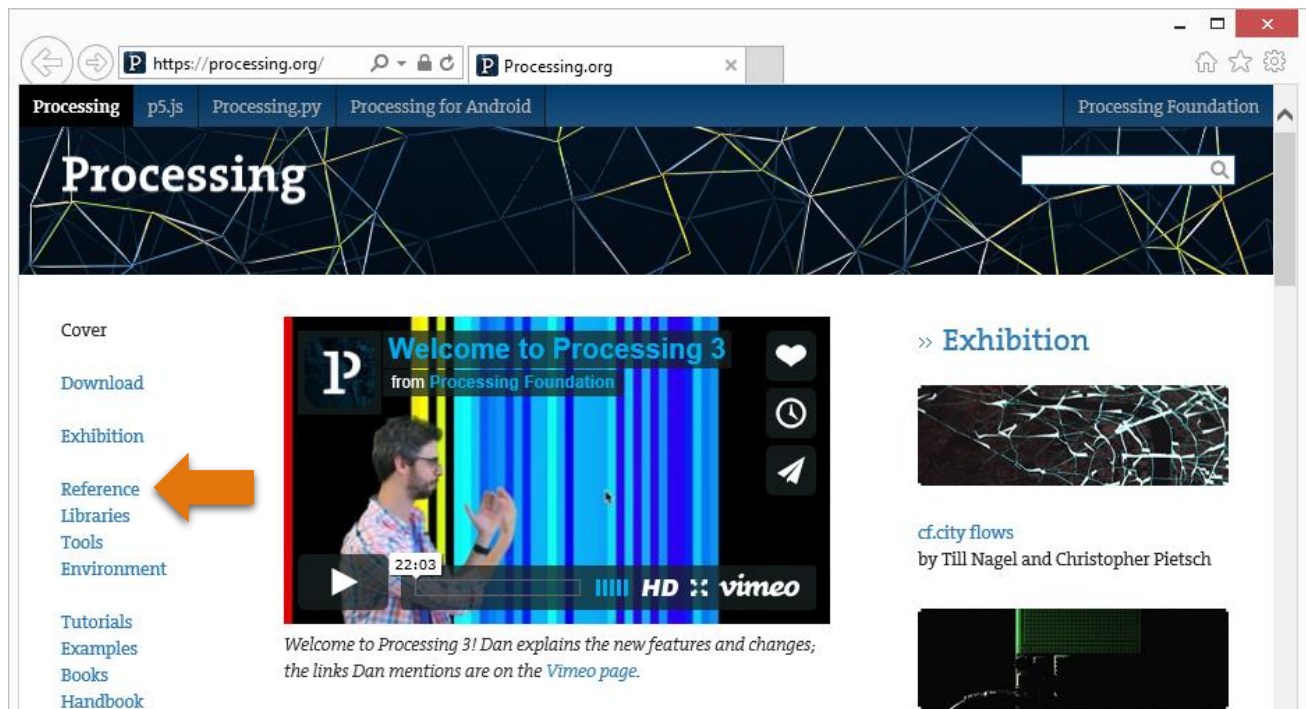 https://processing.org/
Processing.org
Processing p5.js Processing.py Processing for Android Processing Foundation
Processing
Cover
Download
Exhibition
Reference
Libraries
Tools
Environment
Tutorials
Examples
Books
Handbook
Welcome to Processing 3
from Processing Foundation
22:03
HD vimeo
Welcome to Processing 3! Dan explains the new features and changes;
the links Dan mentions are on the Vimeo page.
» Exhibition
cf.city flows
by Till Nagel and Christopher Pietsch